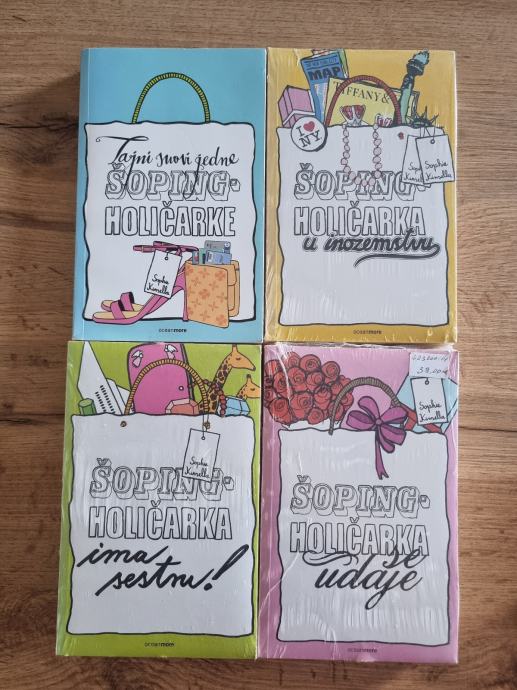 Tajni snovi jedne
ŠOPING-
HOLIČARKE
Sophie
Kinsella
oceanmore
MAP
TIFFANY &
I ♥
NY
Sophie
Sophie
Kinsella
ŠOPING-
HOLIČARKA
u inozemstvu
oceanmore
Sophie
Kinsella
ŠOPING-
HOLIČARKA
ima
sestru!
oceanmore
Sophie
Kinsella
ŠOPING-
HOLIČARKA
se
udaje
oceanmore